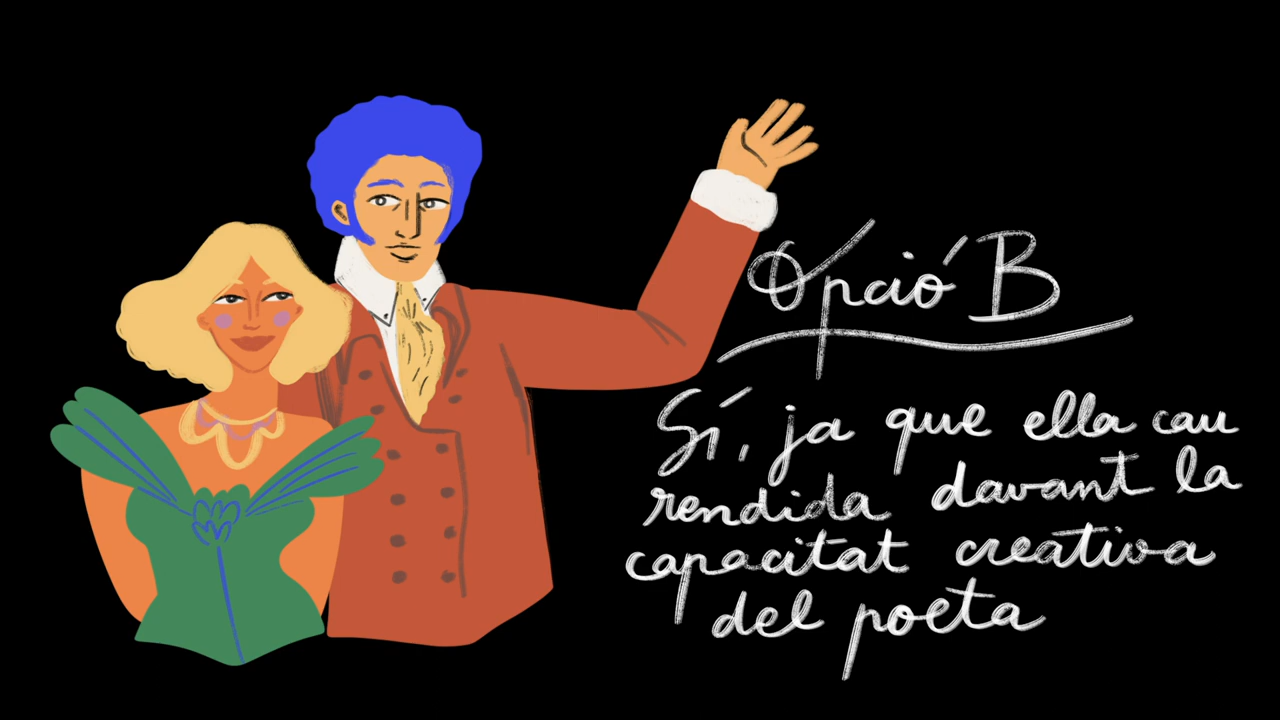 Opció B
Sí, ja que ella cau
rendida davant la
capacitat creativa
del poeta